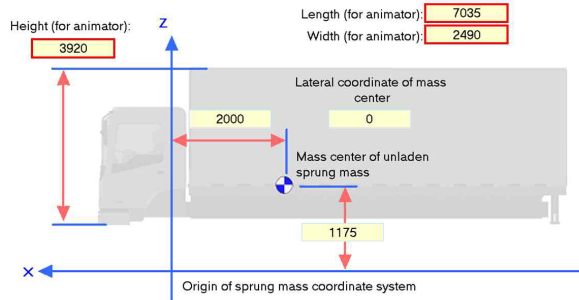 Length (for animator):
7035
Height (for animator):
Width (for animator):
2490
3920
Z
Lateral coordinate of mass
center
2000
0
Mass center of unladen
sprung mass
1175
X
Origin of sprung mass coordinate system